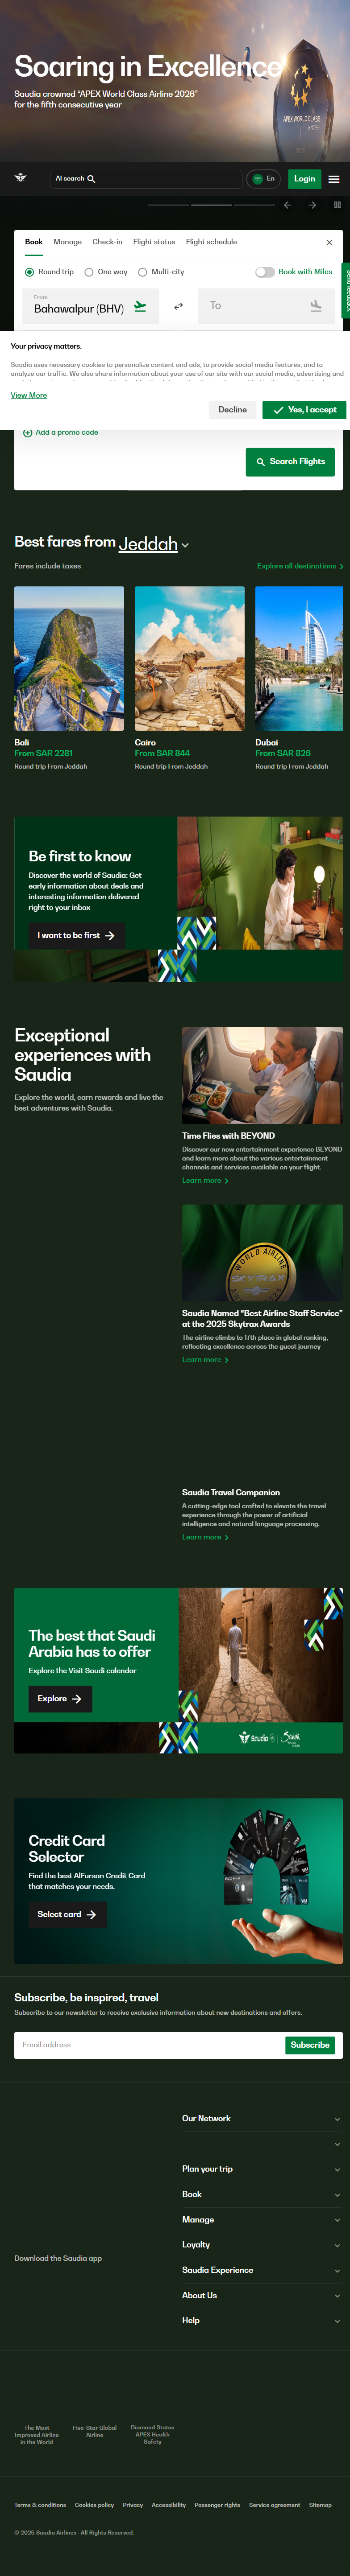 Soaring in Excellence
Saudia crowned "APEX World Class Airline 2026"
for the fifth consecutive year
APEX WORLD CLASS
AI search
En
Login
Book
Manage
Check-in
Flight status
Flight schedule
Round trip
One way
Multi-city
Book with Miles
Send feedback
From
Bahawalpur (BHV)
To
Your privacy matters.
Saudia uses necessary cookies to personalize content and ads, to provide social media features, and to
analyze our traffic. We also share information about your use of our site with our social media, advertising and
View More
Decline
Yes, I accept
Add a promo code
Search Flights
Best fares from Jeddah
Fares include taxes
Explore all destinations
Bali
From SAR 2281
Round trip From Jeddah
Cairo
From SAR 844
Round trip From Jeddah
Dubai
From SAR 826
Round trip From Jeddah
Be first to know
Discover the world of Saudia: Get
early information about deals and
interesting information delivered
right to your inbox
I want to be first
Exceptional
experiences with
Saudia
Explore the world, earn rewards and live the
best adventures with Saudia.
Time Flies with BEYOND
Discover our new entertainment experience BEYOND
and learn more about the various entertainment
channels and services available on your flight.
Learn more
WORLD AIRLINE
SKYTRAX
Saudia Named "Best Airline Staff Service"
at the 2025 Skytrax Awards
The airline climbs to 17th place in global ranking,
reflecting excellence across the guest journey
Learn more
Saudia Travel Companion
A cutting-edge tool crafted to elevate the travel
experience through the power of artificial
intelligence and natural language processing.
Learn more
The best that Saudi
Arabia has to offer
Explore the Visit Saudi calendar
Explore
Saudia
Credit Card
Selector
Find the best AlFursan Credit Card
that matches your needs.
Select card
Subscribe, be inspired, travel
Subscribe to our newsletter to receive exclusive information about new destinations and offers.
Email address
Subscribe
Our Network
Plan your trip
Book
Manage
Loyalty
Saudia Experience
About Us
Help
Download the Saudia app
The Most
Improved Airline
in the World
Five-Star Global
Airline
Diamond Status
APEX Health
Safety
Terms & conditions
Cookies policy
Privacy
Accessibility
Passenger rights
Service agreement
Sitemap
© 2025 Saudia Airlines - All Rights Reserved.